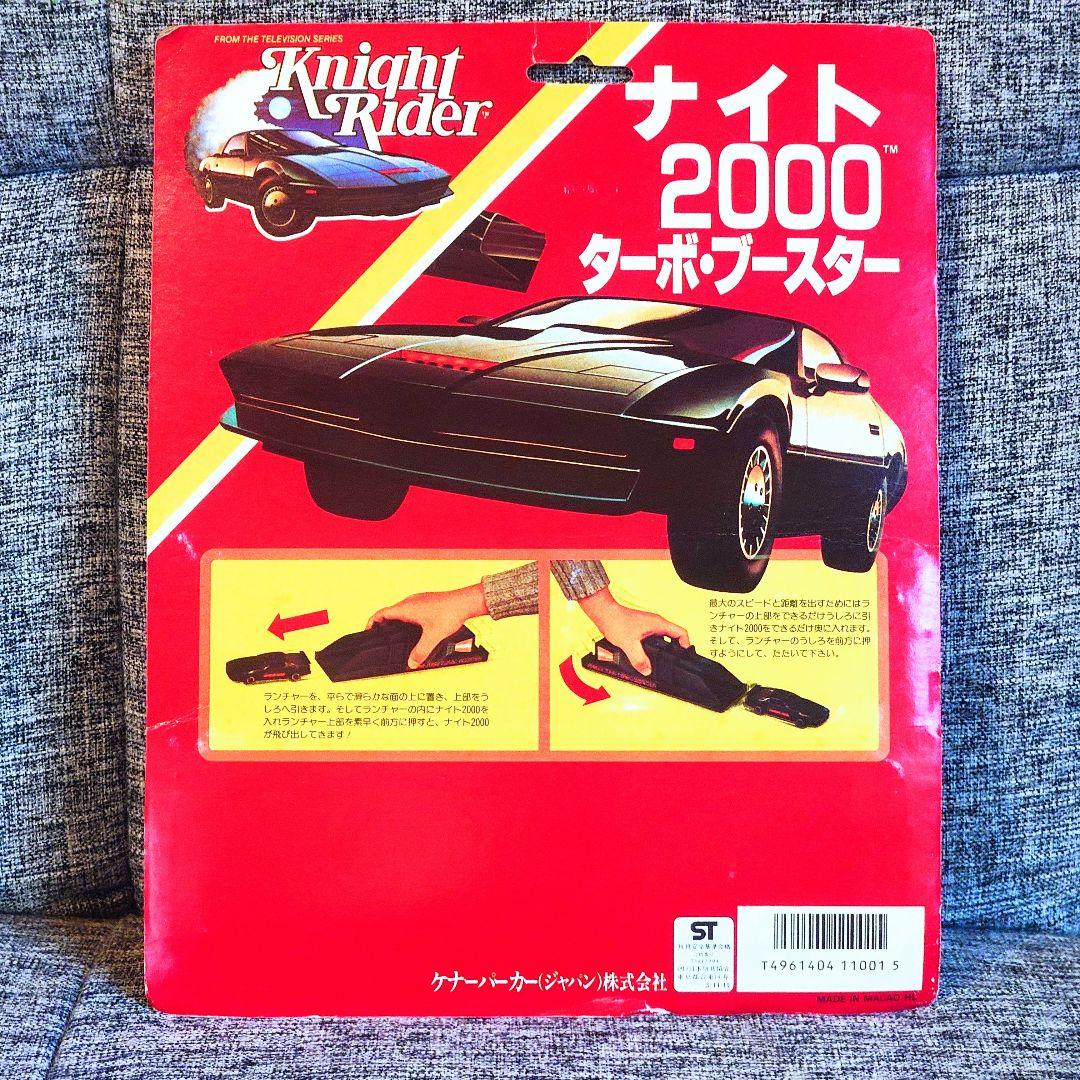 FROM THE TELEVISION SERIES
Knight
Rider™
ナイト
2000™
ターボ・ブースター
ランチャーを、平らで滑らかな面の上に置き、上部をう
しろへ引きます。そしてランチャーの内にナイト2000を
入れランチャー上部を素早く前方に押すと、ナイト2000
が飛び出してきます!
最大のスピードと距離を出すためにはラ
ンチャーの上部をできるだけうしろに引
きナイト2000をできるだけ奥に入れます。
そして、ランチャーのうしろを前方に押
すようにして、たたいて下さい。
ST
ケナーパーカー(ジャパン)株式会社
T4961404 11001 5
MADE IN MACAO